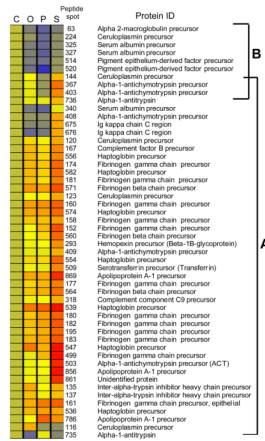 Peptide
spot
Protein ID
C O P S
63 Alpha 2-macroglobulin precursor
224 Ceruloplasmin precursor
325 Serum albumin precursor
327 Serum albumin precursor
514 Pigment epithelium-derived factor precursor
520 Pigment epithelium-derived factor precursor
B
144 Ceruloplasmin precursor
367 Alpha-1-antichymotrypsin precursor
403 Alpha-1-antichymotrypsin precursor
736 Alpha-1-antitrypsin
340 Serum albumin precursor
408 Alpha-1-antichymotrypsin precursor
675 Ig kappa chain C region
676 Ig kappa chain C region
120 Ceruloplasmin precursor
167 Complement factor B precursor
556 Haptoglobin precursor
174 Fibrinogen gamma chain precursor
582 Haptoglobin precursor
181 Fibrinogen gamma chain precursor
571 Fibrinogen beta chain precursor
123 Ceruloplasmin precursor
160 Fibrinogen gamma chain precursor
574 Haptoglobin precursor
158 Fibrinogen gamma chain precursor
152 Fibrinogen beta chain precursor
560 Fibrinogen beta chain precursor
293 Hemopexin precursor (Beta-1B-glycoprotein)
409 Alpha-1-antichymotrypsin precursor
554 Haptoglobin precursor
509 Serotransferrin precursor (Transferrin)
869 Apolipoprotein A-1 precursor
177 Fibrinogen gamma chain precursor
564 Fibrinogen beta chain precursor
318 Complement component C9 precursor
539 Haptoglobin precursor
180 Fibrinogen gamma chain precursor
182 Fibrinogen gamma chain precursor
195 Fibrinogen gamma chain precursor
183 Fibrinogen gamma chain precursor
547 Haptoglobin precursor
499 Fibrinogen gamma chain precursor
503 Alpha-1-antichymotrypsin precursor (ACT)
856 Apolipoprotein A-1 precursor
861 Unidentified protein
135 Inter-alpha-trypsin inhibitor heavy chain precursor
137 Inter-alpha-trypsin inhibitor heavy chain precursor
161 Fibrinogen gamma chain precursor, epithelial
536 Haptoglobin precursor
786 Apolipoprotein A-1 precursor
116 Ceruloplasmin precursor
735 Alpha-1-antitrypsin